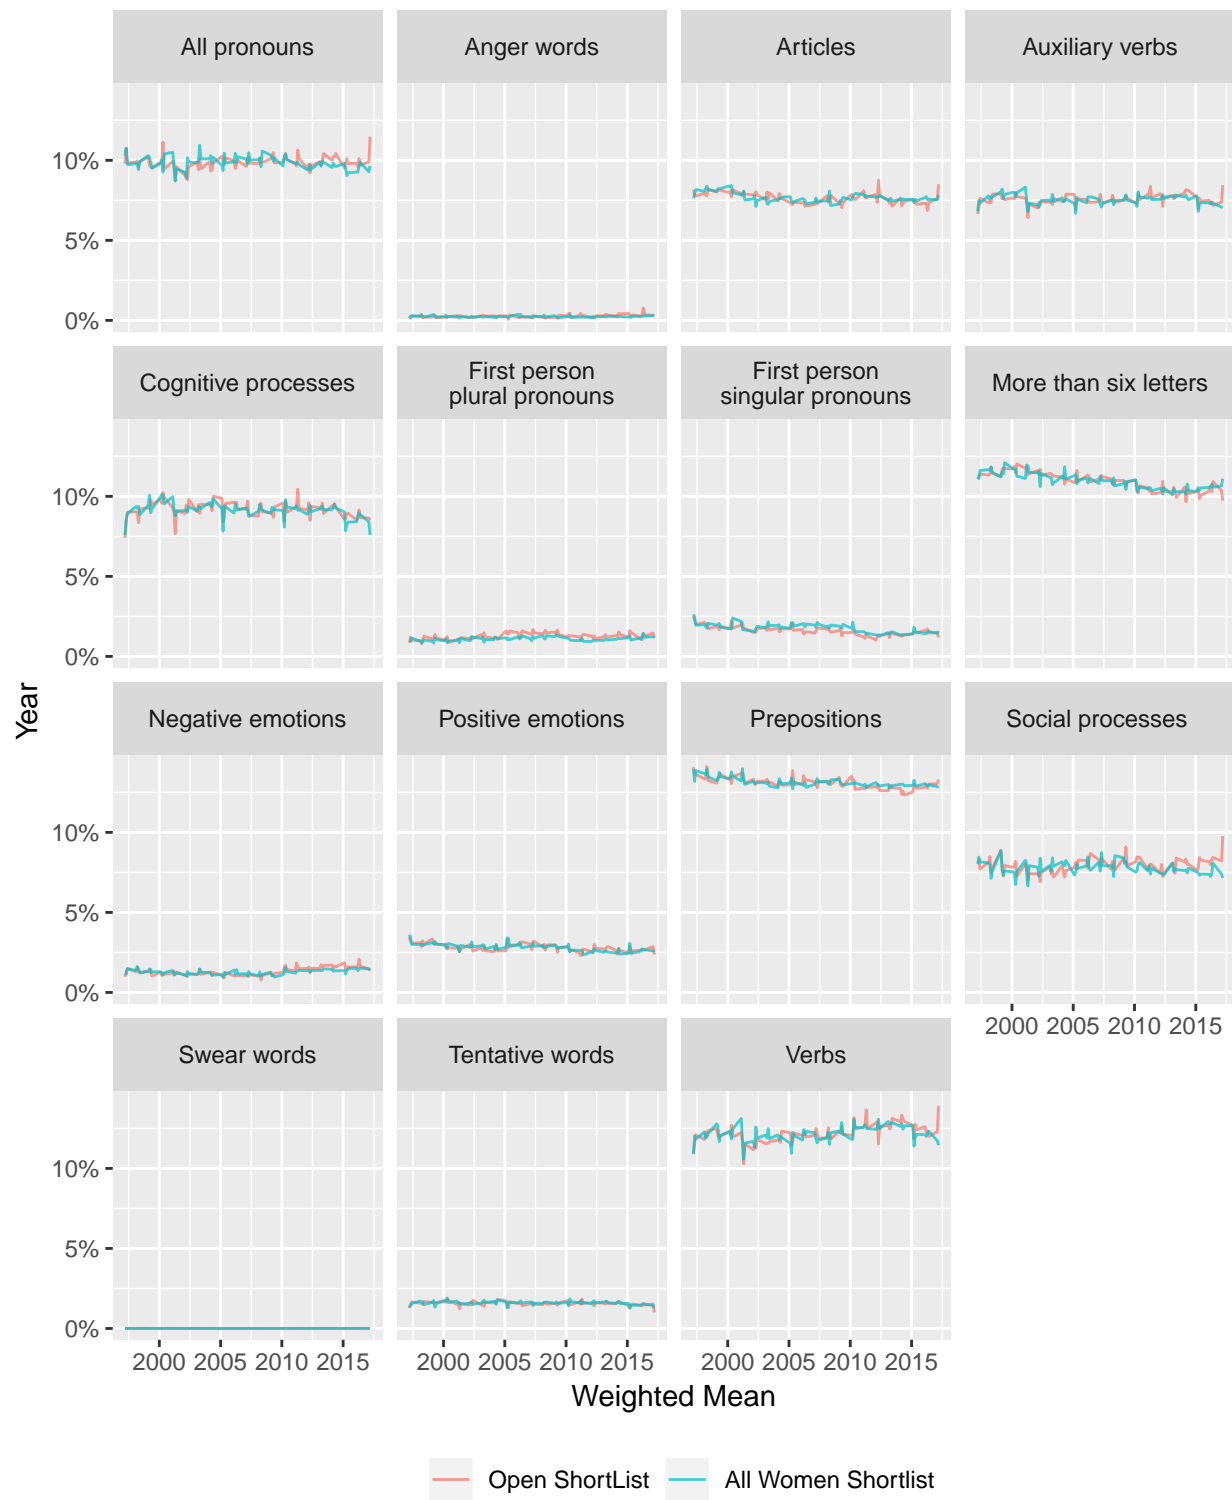 All pronouns
Anger words
Articles
Auxiliary verbs
10%
5%
0%
Cognitive processes
First person
plural pronouns
First person
singular pronouns
More than six letters
10%
5%
0%
Year
Negative emotions
Positive emotions
Prepositions
Social processes
10%
5%
0%
2000 2005 2010 2015
Swear words
Tentative words
Verbs
10%
5%
0%
2000 2005 2010 2015
2000 2005 2010 2015
2000 2005 2010 2015
Weighted Mean
Open ShortList
All Women Shortlist